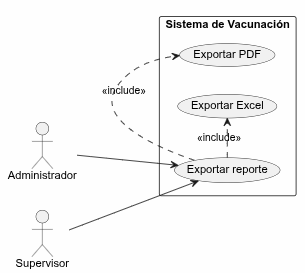 Sistema de Vacunación
Exportar PDF
«include»
Exportar Excel
«include»
Administrador
Exportar reporte
Supervisor